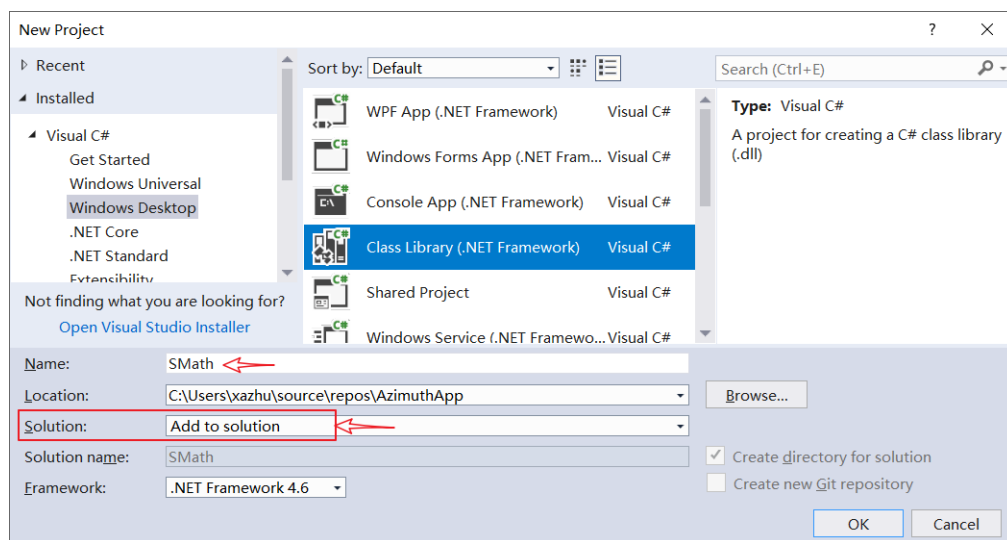 New Project
?
Recent
Installed
Visual C#
Get Started
Windows Universal
Windows Desktop
.NET Core
.NET Standard
Extensibility
Not finding what you are looking for?
Open Visual Studio Installer
Sort by: Default
WPF App (.NET Framework) Visual C#
Windows Forms App (.NET Fram... Visual C#
Console App (.NET Framework) Visual C#
Class Library (.NET Framework) Visual C#
Shared Project Visual C#
Windows Service (.NET Framewo... Visual C#
Search (Ctrl+E)
Type: Visual C#
A project for creating a C# class library
(.dll)
Name: SMath
Location: C:\Users\xazhu\source\repos\AzimuthApp
Browse...
Solution: Add to solution
Solution name: SMath
Create directory for solution
Framework: .NET Framework 4.6
Create new Git repository
OK
Cancel